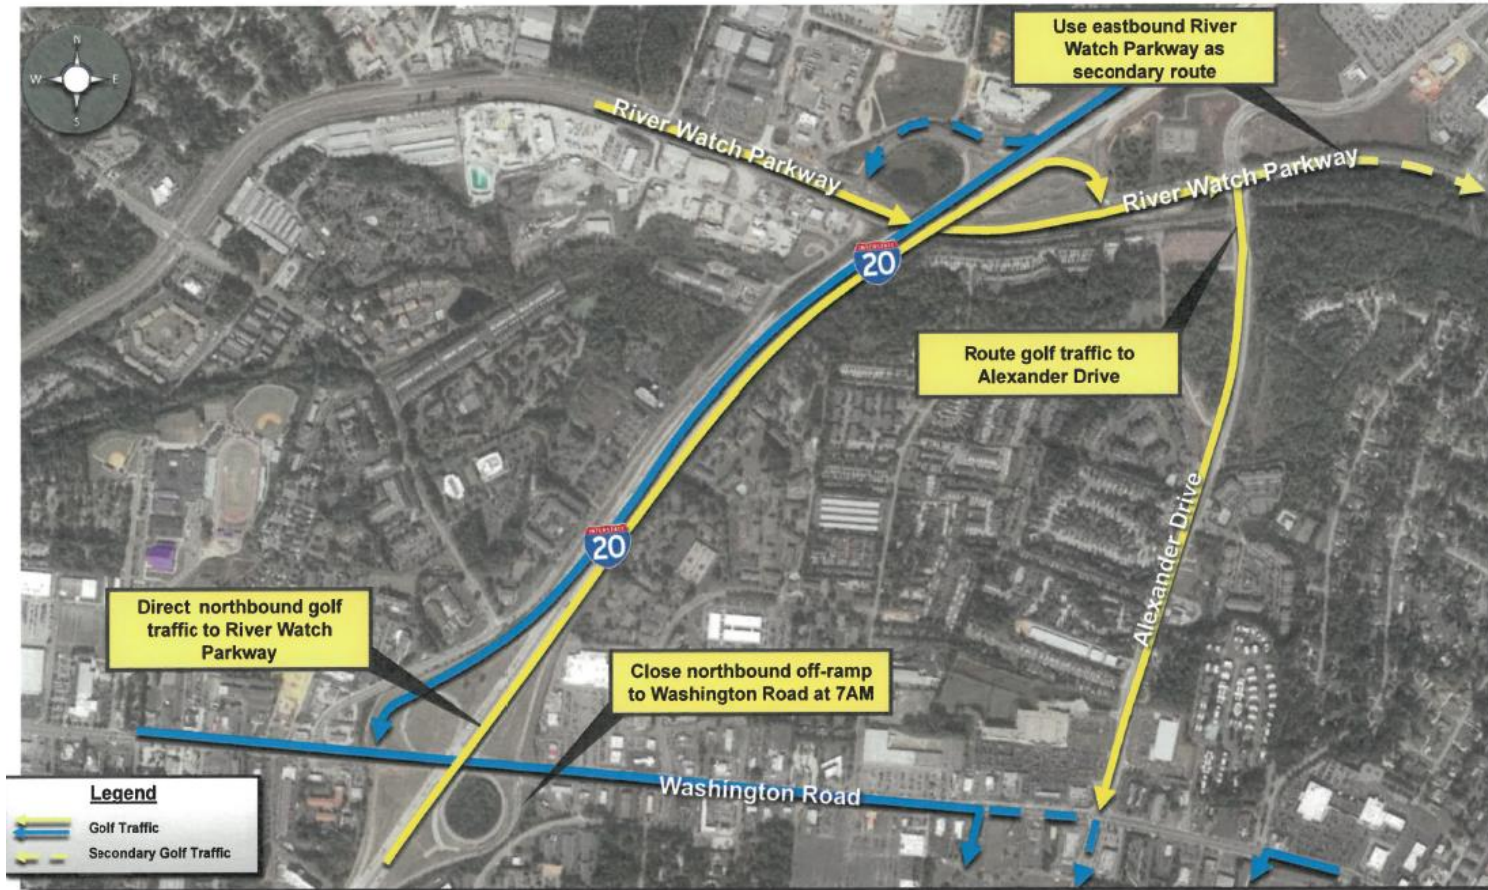 N
W
E
S
Use eastbound River
Watch Parkway as
secondary route
River Watch Parkway
River Watch Parkway
INTERSTATE
20
Route golf traffic to
Alexander Drive
INTERSTATE
20
Alexander Drive
Direct northbound golf
traffic to River Watch
Parkway
Close northbound off-ramp
to Washington Road at 7AM
Washington Road
Legend
Golf Traffic
Secondary Golf Traffic